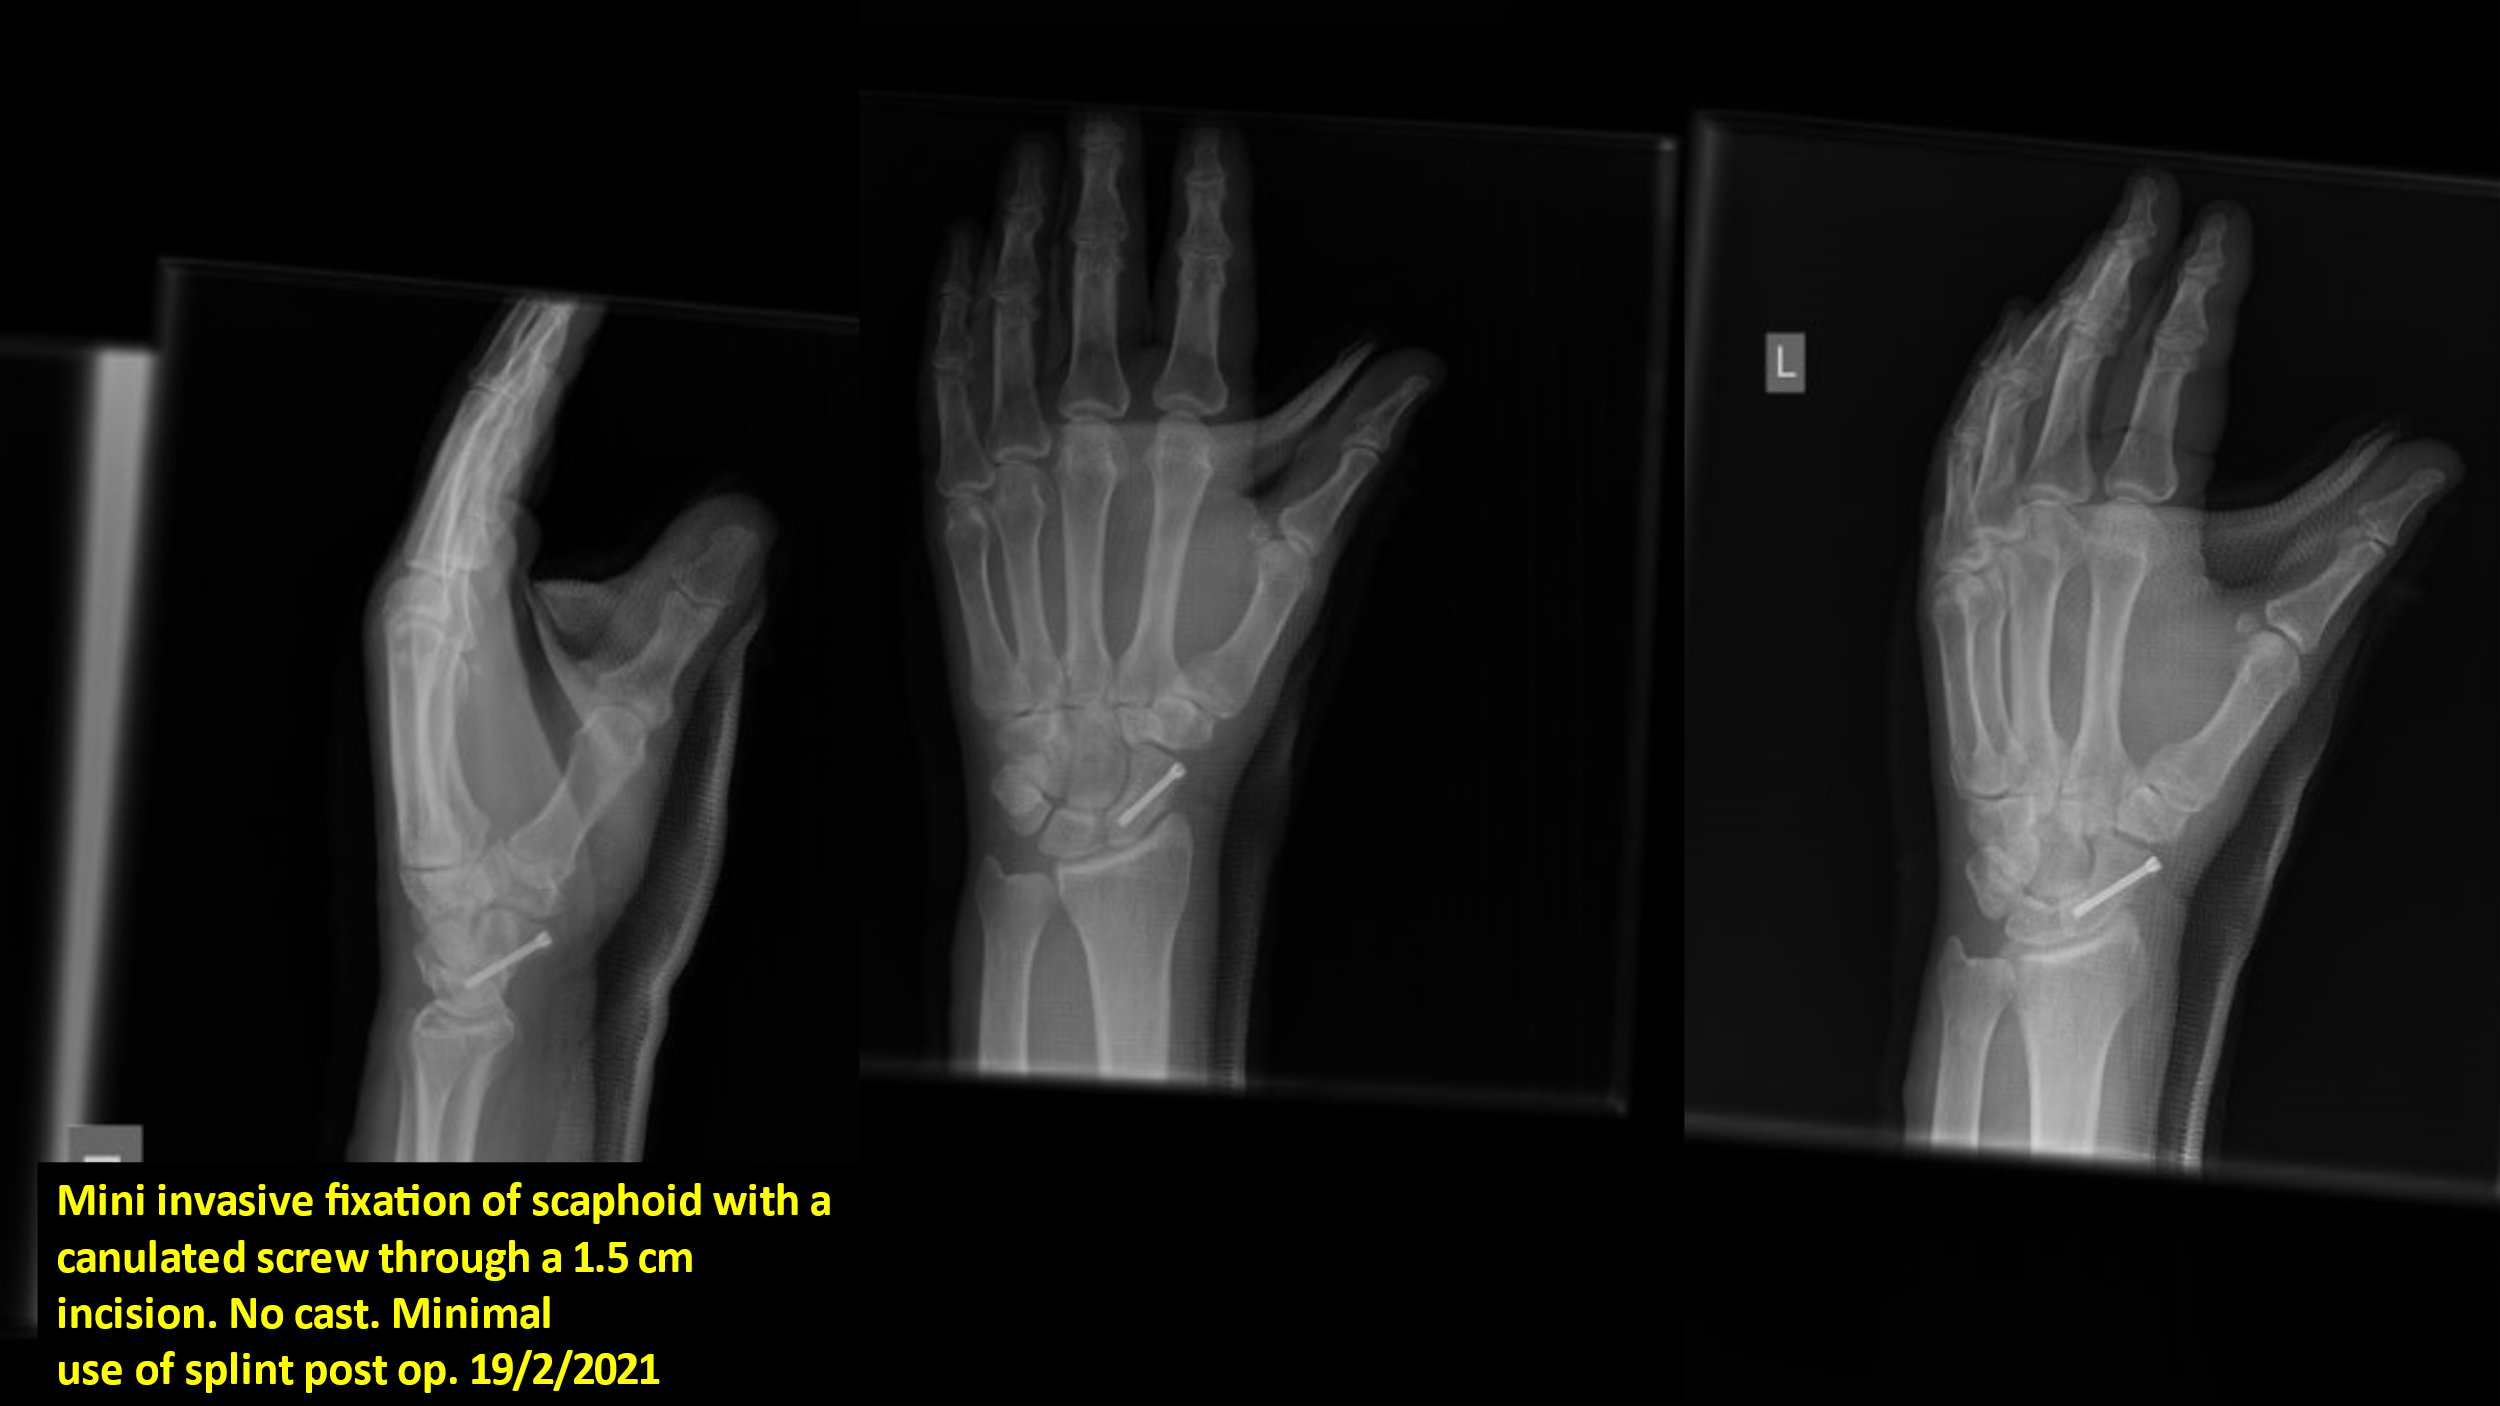 L
Mini invasive fixation of scaphoid with a
canulated screw through a 1.5 cm
incision. No cast. Minimal
use of splint post op. 19/2/2021